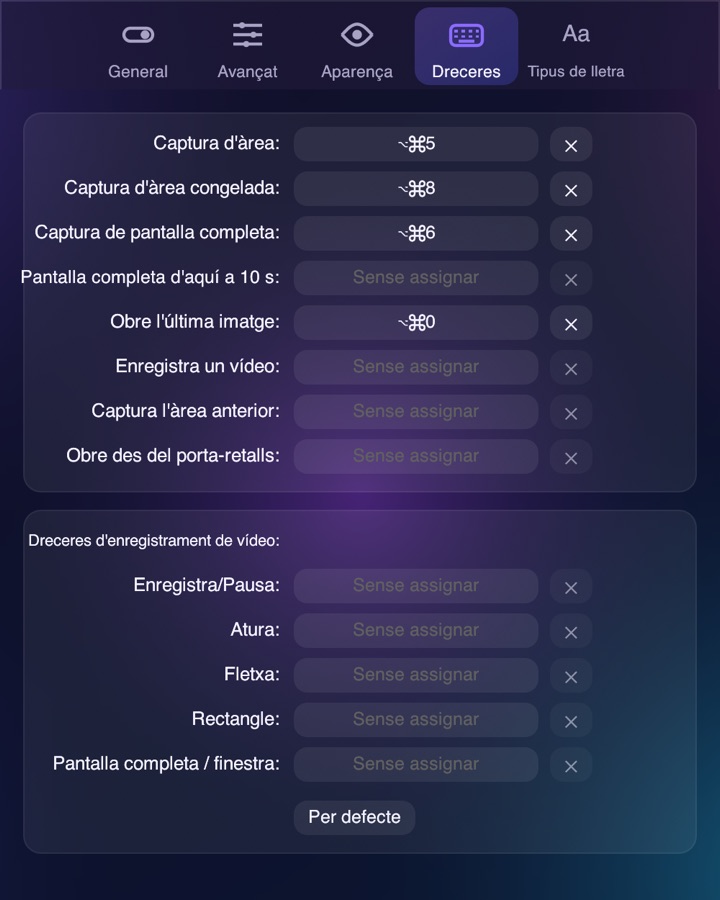 General Avançat Aparença Dreceres Aa Tipus de lletra
Captura d'àrea: ⌥⌘5
Captura d'àrea congelada: ⌥⌘8
Captura de pantalla completa: ⌥⌘6
Pantalla completa d'aquí a 10 s: Sense assignar
Obre l'última imatge: ⌥⌘0
Enregistra un vídeo: Sense assignar
Captura l'àrea anterior: Sense assignar
Obre des del porta-retalls: Sense assignar
Dreceres d'enregistrament de vídeo:
Enregistra/Pausa: Sense assignar
Atura: Sense assignar
Fletxa: Sense assignar
Rectangle: Sense assignar
Pantalla completa / finestra: Sense assignar
Per defecte